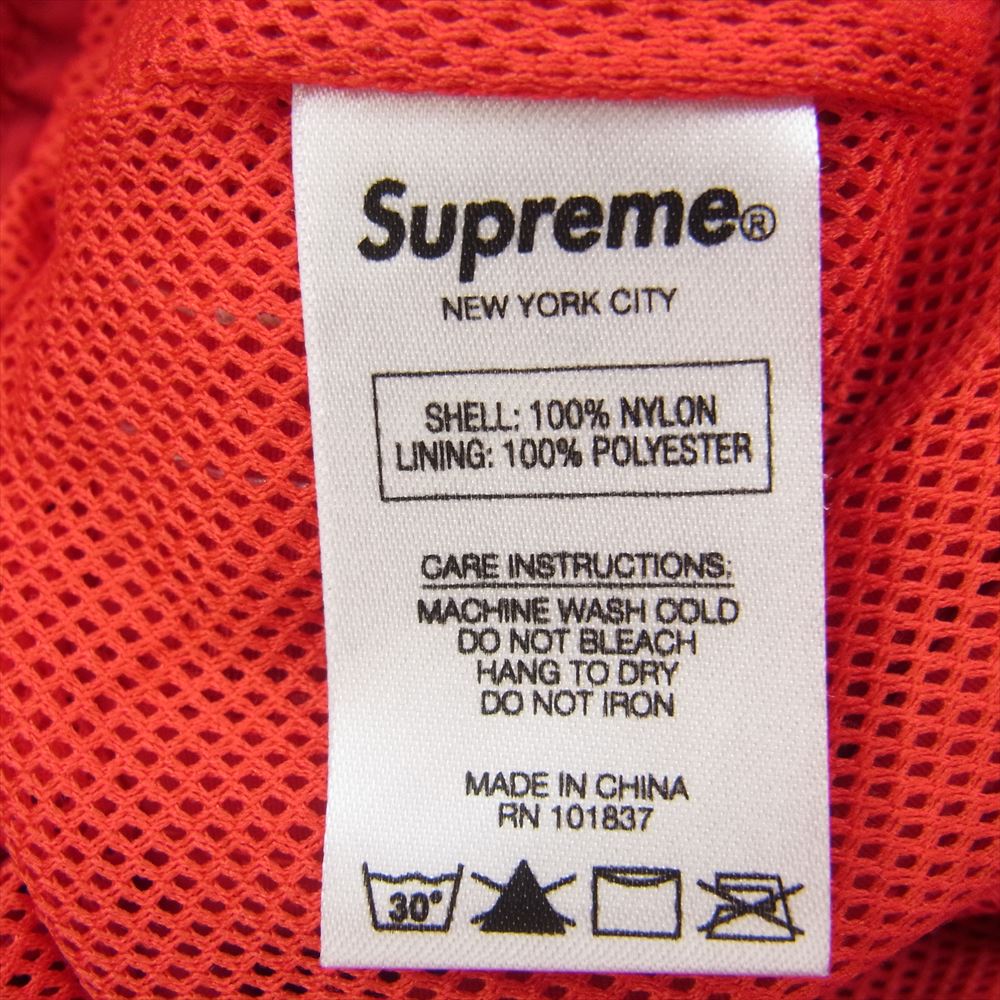 Supreme®
NEW YORK CITY
SHELL: 100% NYLON
LINING: 100% POLYESTER
CARE INSTRUCTIONS:
MACHINE WASH COLD
DO NOT BLEACH
HANG TO DRY
DO NOT IRON
MADE IN CHINA
RN 101837
30°